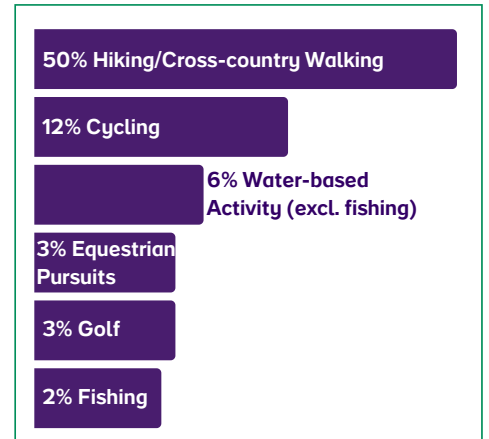 50% Hiking/Cross-country Walking
12% Cycling
6% Water-based
Activity (excl. fishing)
3% Equestrian
Pursuits
3% Golf
2% Fishing